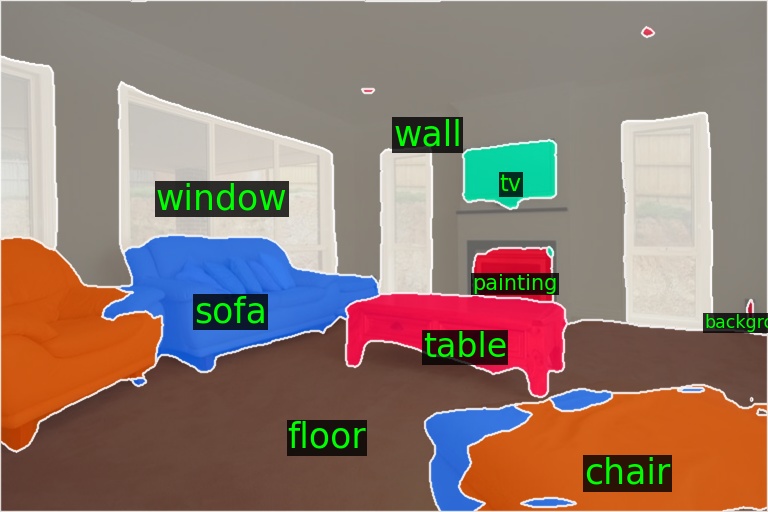 wall
window
tv
painting
sofa
backgro
table
floor
chair